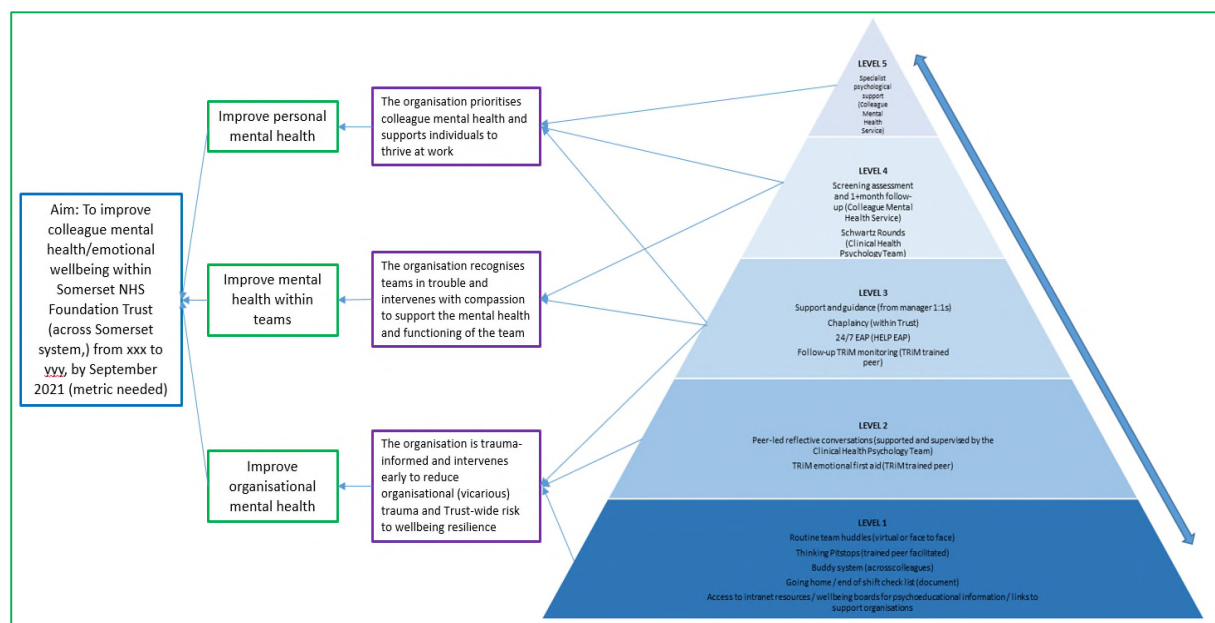 Aim: To improve
colleague mental
health/emotional
wellbeing within
Somerset NHS
Foundation Trust
(across Somerset
system,) from xxx to
yyy, by September
2021 (metric needed)
Improve personal
mental health
Improve mental
health within
teams
Improve
organisational
mental health
The organisation prioritises
colleague mental health and
supports individuals to
thrive at work
The organisation recognises
teams in trouble and
intervenes with compassion
to support the mental health
and functioning of the team
The organisation is trauma-
informed and intervenes
early to reduce
organisational (vicarious)
trauma and Trust-wide risk
to wellbeing resilience
LEVEL 5
Specialist
psychological
support
(Colleague
Mental
Health
Service)
LEVEL 4
Screening assessment
and 1+month follow-
up (Colleague Mental
Health Service)
Schwartz Rounds
(Clinical Health
Psychology Team)
LEVEL 3
Support and guidance (from manager 1:1s)
Chaplaincy (within Trust)
24/7 EAP (HELP EAP)
Follow-up TRiM monitoring (TRiM trained
peer)
LEVEL 2
Peer-led reflective conversations (supported and supervised by the
Clinical Health Psychology Team)
TRiM emotional first aid (TRiM trained peer)
LEVEL 1
Routine team huddles (virtual or face to face)
Thinking Pitstops (trained peer facilitated)
Buddy system (across colleagues)
Going home / end of shift check list (document)
Access to intranet resources / wellbeing boards for psychoeducational information / links to
support organisations